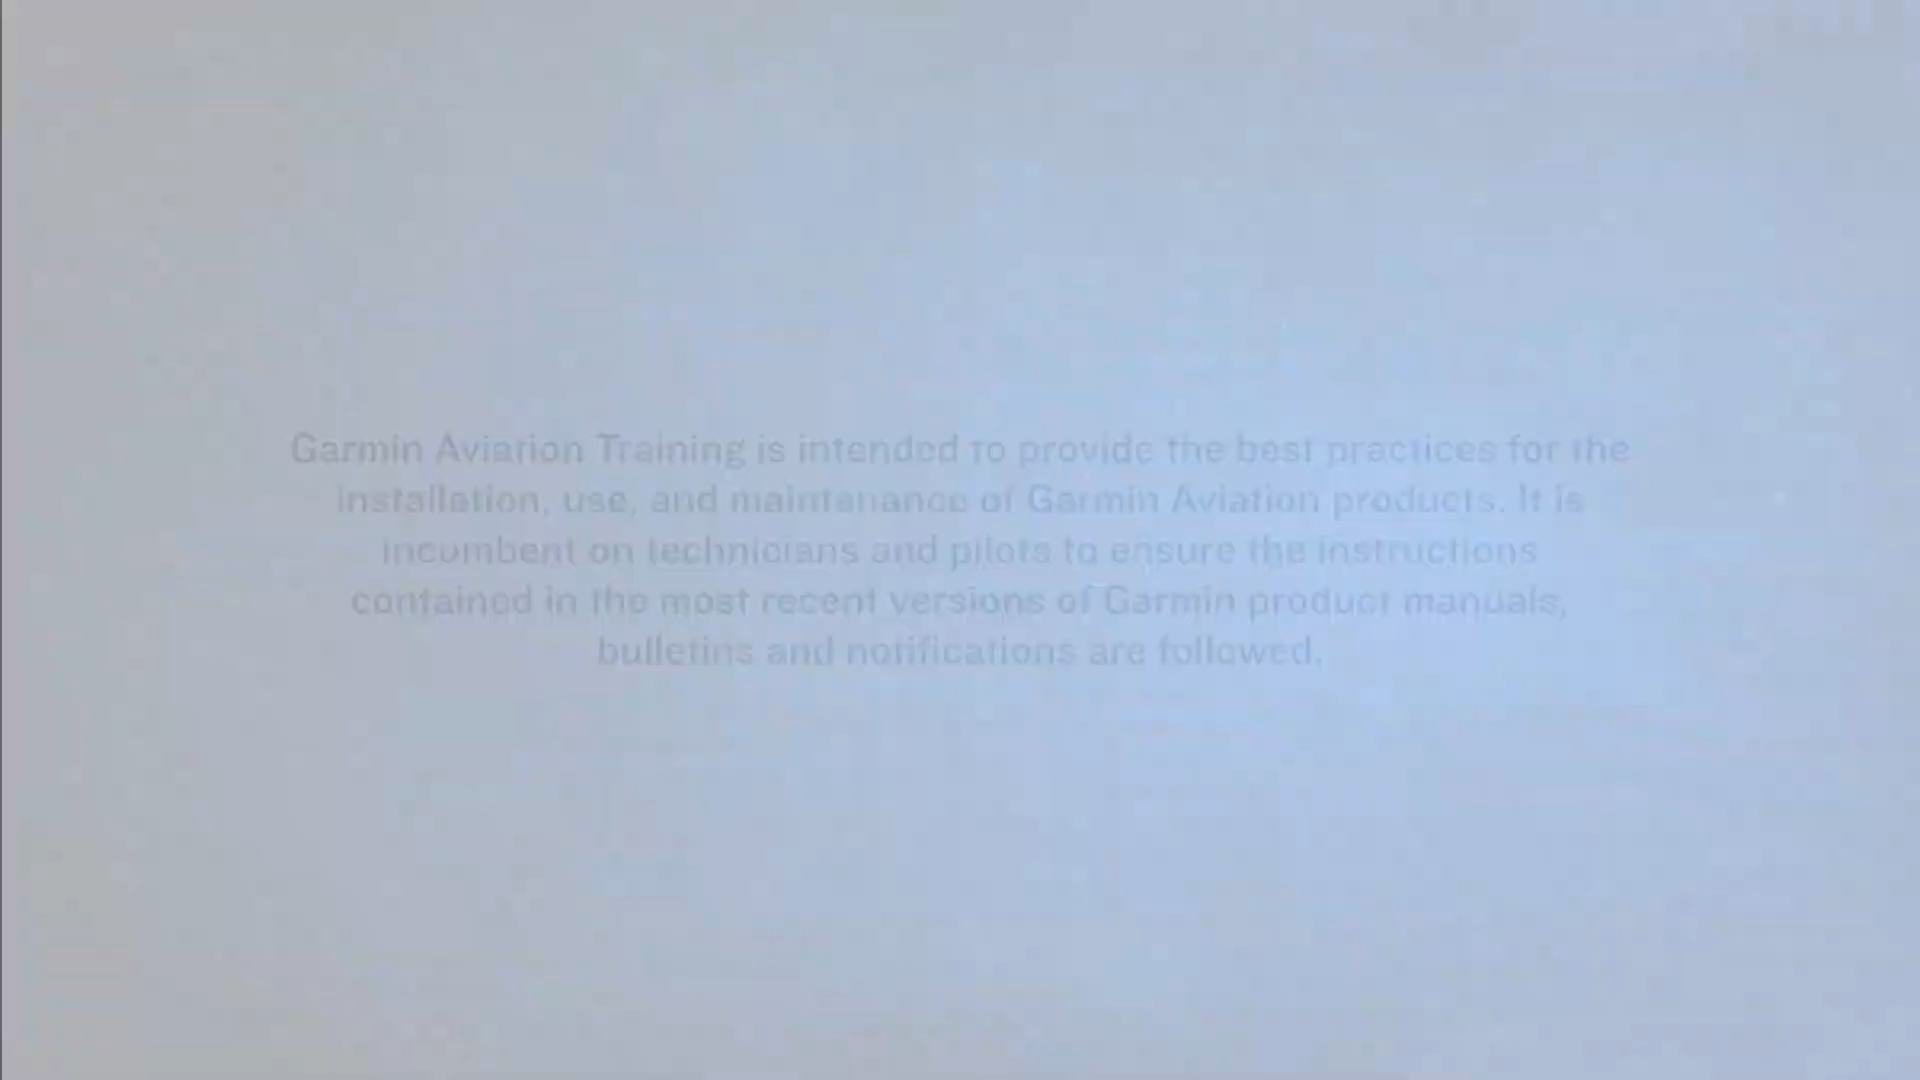 Garmin Aviation Training is intended to provide the best practices for the
installation, use, and maintenance of Garmin Aviation products. It is
incumbent on technicians and pilots to ensure the instructions
contained in the most recent versions of Garmin product manuals,
bulletins and notifications are followed.